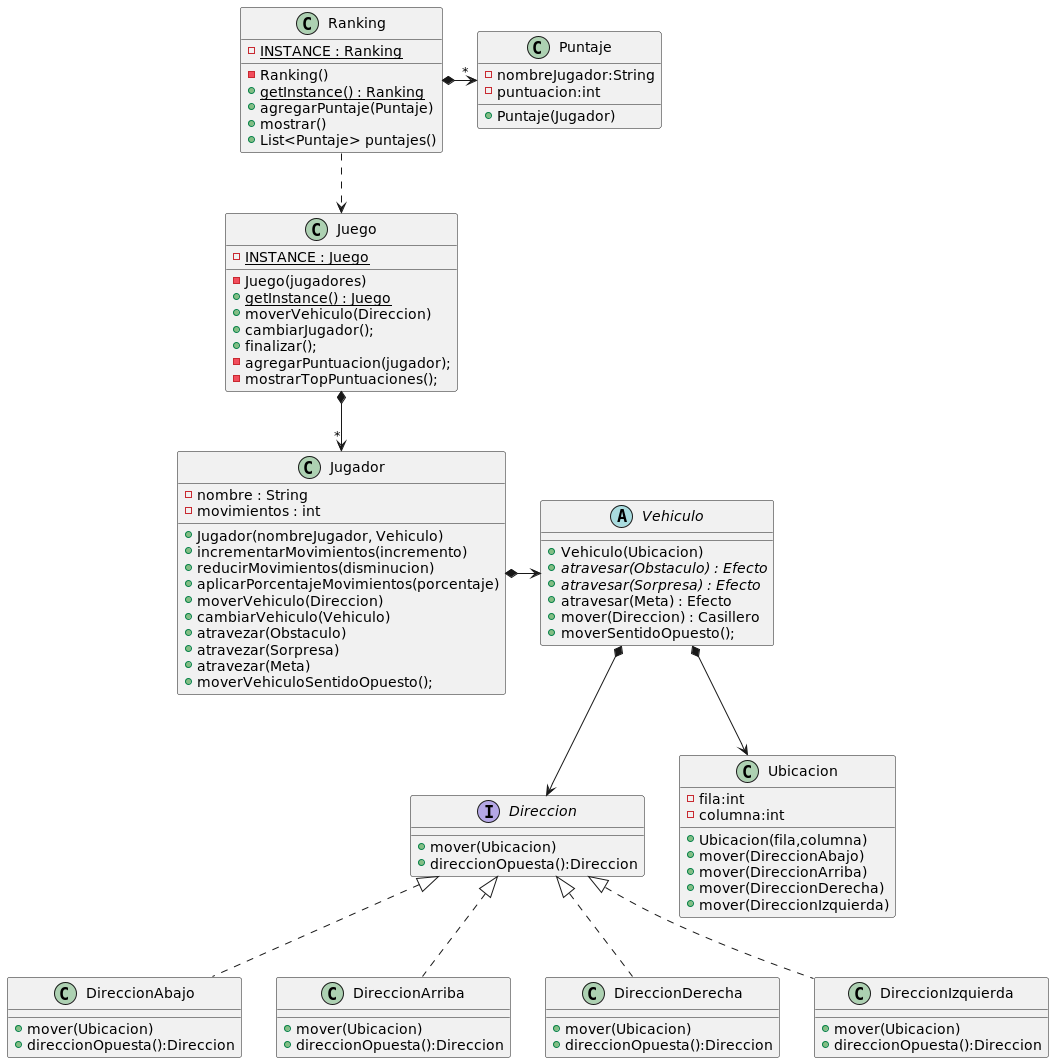 C Ranking
INSTANCE : Ranking
Ranking()
getInstance() : Ranking
agregarPuntaje(Puntaje)
mostrar()
List<Puntaje> puntajes()
*
C Puntaje
nombreJugador:String
puntuacion:int
Puntaje(Jugador)
C Juego
INSTANCE : Juego
Juego(jugadores)
getInstance() : Juego
moverVehiculo(Direccion)
cambiarJugador();
finalizar();
agregarPuntuacion(jugador);
mostrarTopPuntuaciones();
*
C Jugador
nombre : String
movimientos : int
Jugador(nombreJugador, Vehiculo)
incrementarMovimientos(incremento)
reducirMovimientos(disminucion)
aplicarPorcentajeMovimientos(porcentaje)
moverVehiculo(Direccion)
cambiarVehiculo(Vehiculo)
atravezar(Obstaculo)
atravezar(Sorpresa)
atravezar(Meta)
moverVehiculoSentidoOpuesto();
A Vehiculo
Vehiculo(Ubicacion)
atravesar(Obstaculo) : Efecto
atravesar(Sorpresa) : Efecto
atravesar(Meta) : Efecto
mover(Direccion) : Casillero
moverSentidoOpuesto();
I Direccion
mover(Ubicacion)
direccionOpuesta():Direccion
C Ubicacion
fila:int
columna:int
Ubicacion(fila,columna)
mover(DireccionAbajo)
mover(DireccionArriba)
mover(DireccionDerecha)
mover(DireccionIzquierda)
C DireccionAbajo
mover(Ubicacion)
direccionOpuesta():Direccion
C DireccionArriba
mover(Ubicacion)
direccionOpuesta():Direccion
C DireccionDerecha
mover(Ubicacion)
direccionOpuesta():Direccion
C DireccionIzquierda
mover(Ubicacion)
direccionOpuesta():Direccion